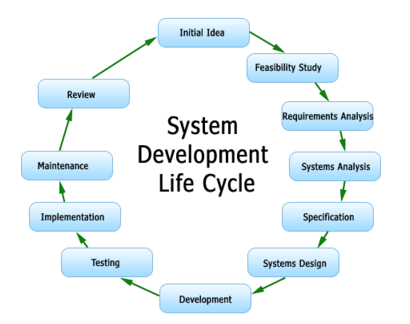 Initial Idea
Feasibility Study
Requirements Analysis
Systems Analysis
Specification
Systems Design
Development
Testing
Implementation
Maintenance
Review
System
Development
Life Cycle